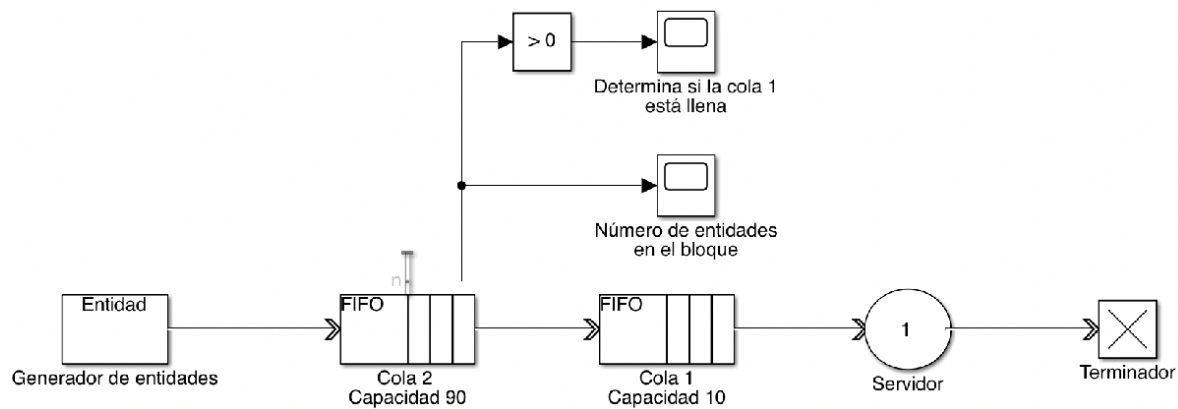 > 0
Determina si la cola 1
está llena
Número de entidades
en el bloque
n
Entidad
Generador de entidades
FIFO
Cola 2
Capacidad 90
FIFO
Cola 1
Capacidad 10
1
Servidor
Terminador